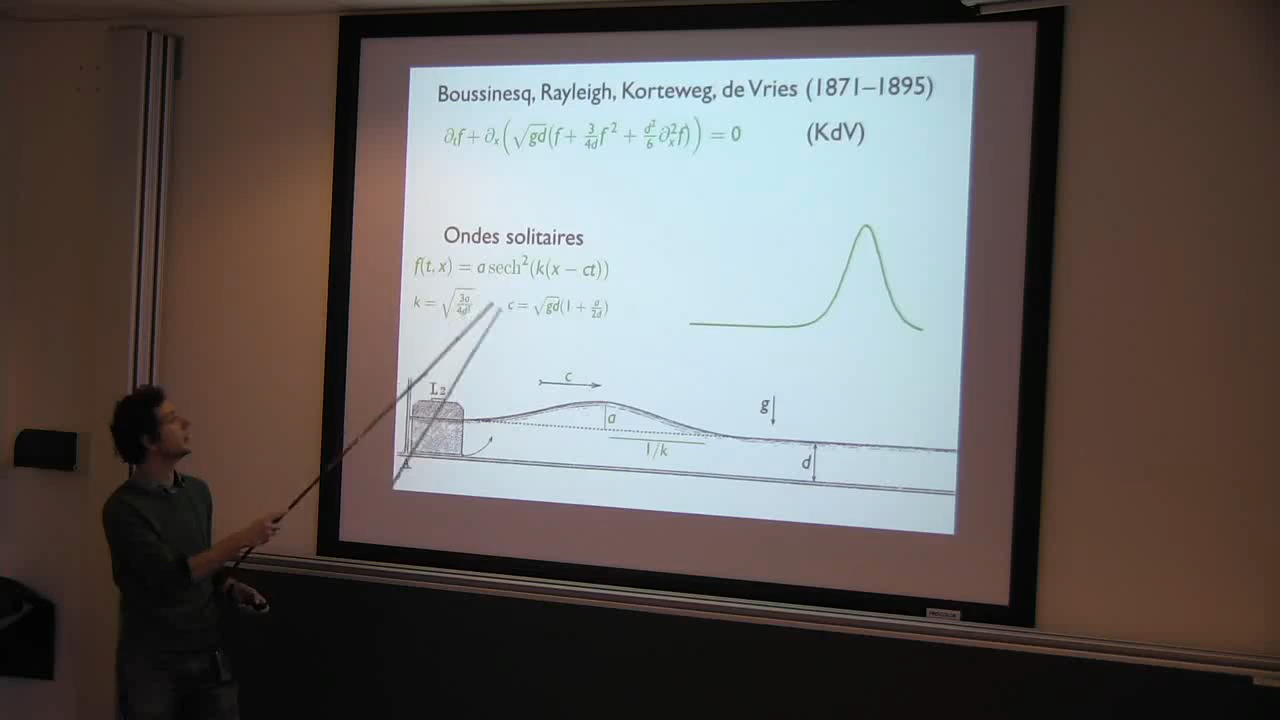 Boussinesq, Rayleigh, Korteweg, de Vries (1871–1895)
∂ₜf + ∂ₓ(√gd(f + 3/4d f² + d²/6 ∂ₓ²f)) = 0 (KdV)
Ondes solitaires
f(t, x) = a sech²(k(x − ct))
k = √(3a/4d³) c = √gd(1 + a/2d)
L2
c
g
a
1/k
d